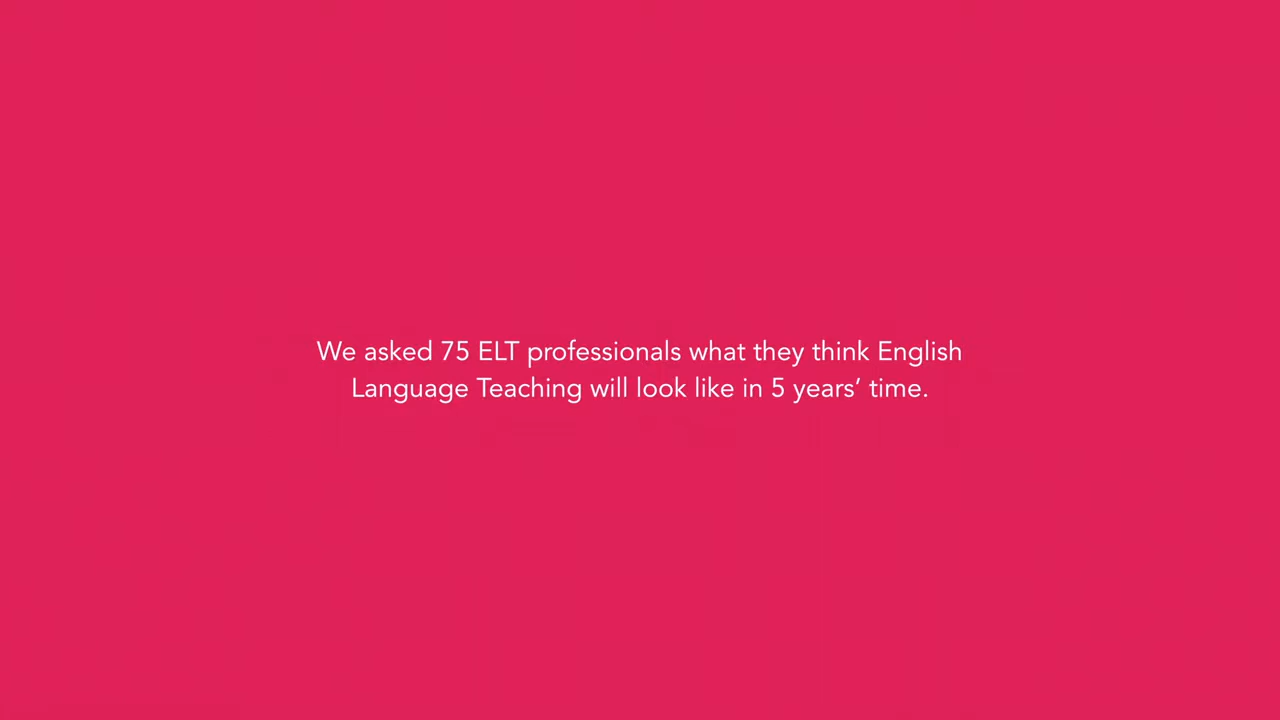 We asked 75 ELT professionals what they think English
Language Teaching will look like in 5 years’ time.